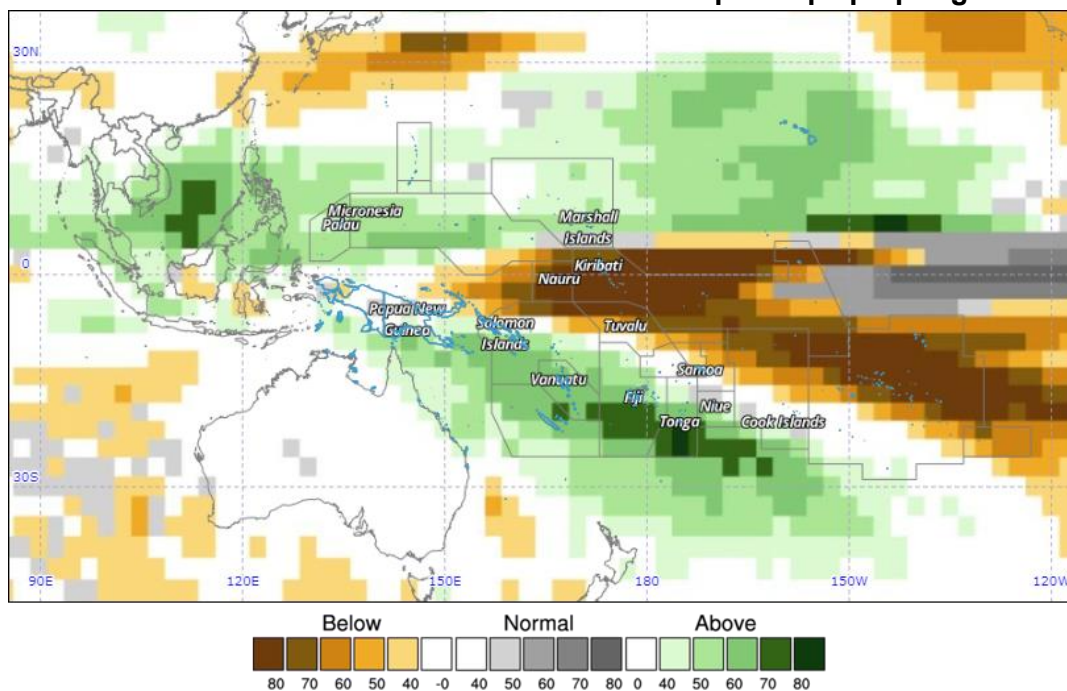 30N
Micronesia
Palau
Marshall
Islands
0
Kiribati
Nauru
Papua New
Guinea
Solomon
Islands
Tuvalu
Samoa
Vanuatu
Fiji
Niue
Tonga
Cook Islands
30S
90E 120E 150E 180 150W 120W
Below Normal Above
80 70 60 50 40 -0 40 50 60 70 80 0 40 50 60 70 80